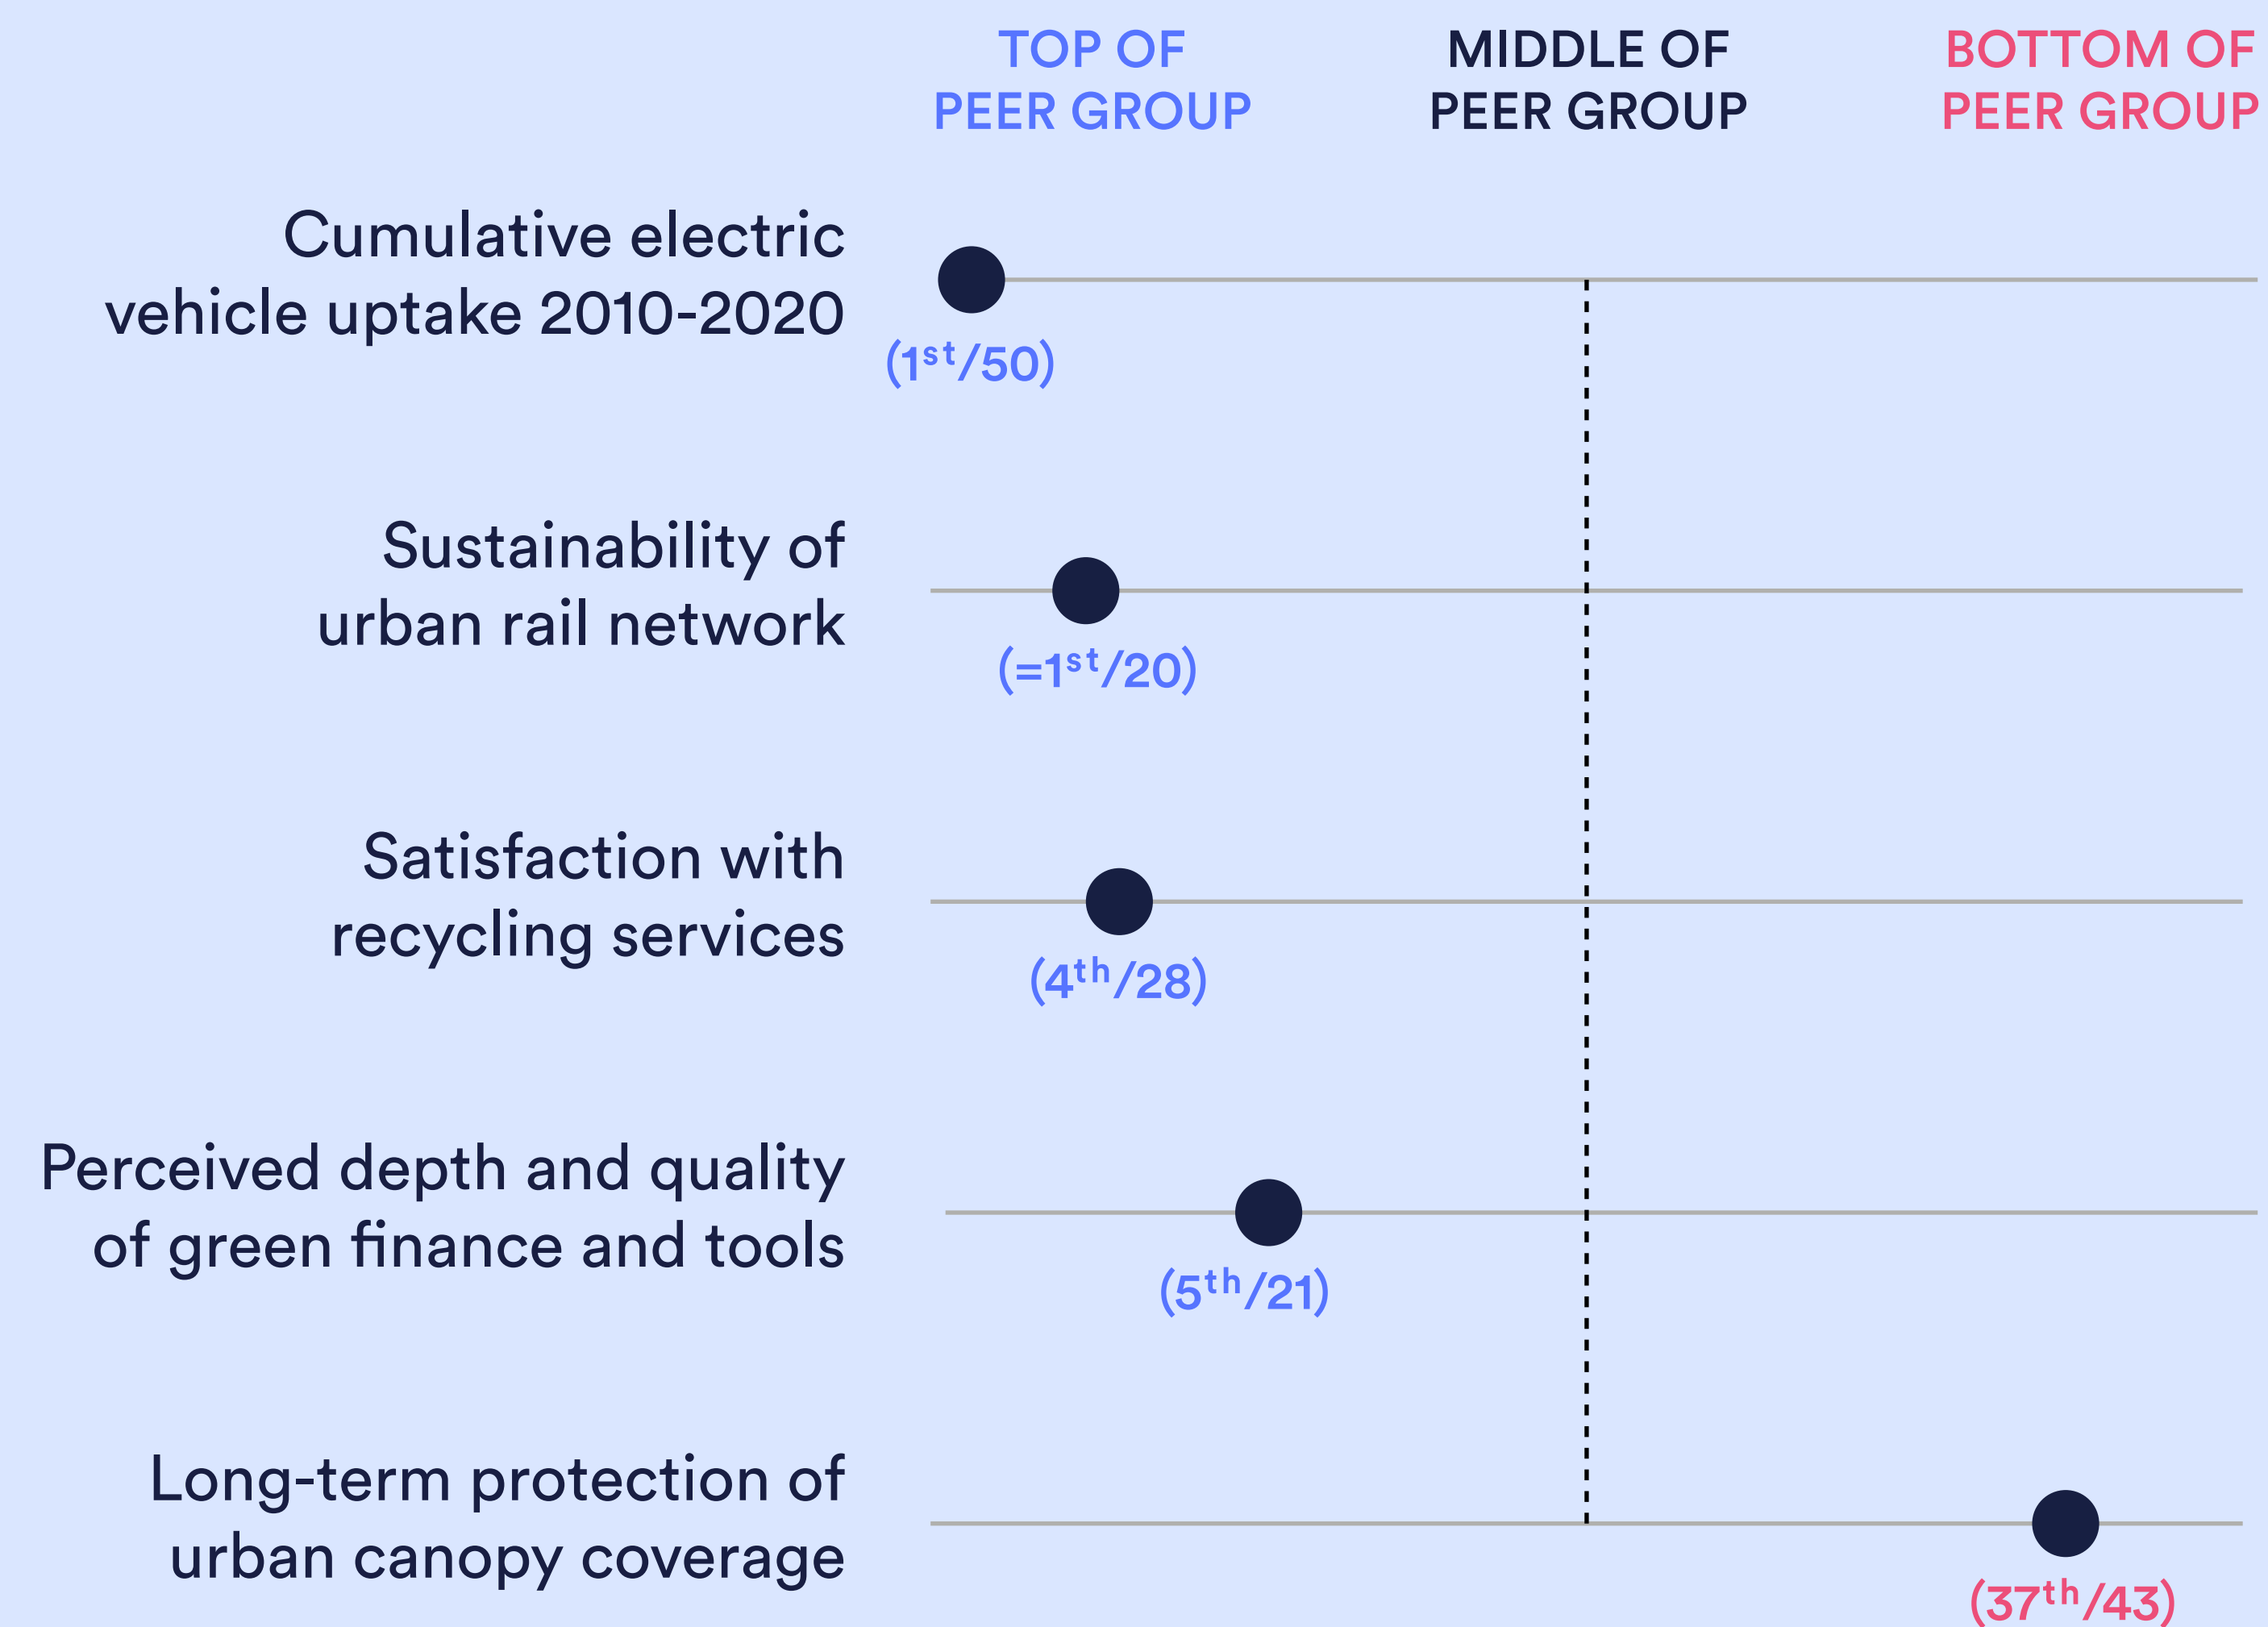 TOP OF
PEER GROUP
MIDDLE OF
PEER GROUP
BOTTOM OF
PEER GROUP
Cumulative electric
vehicle uptake 2010-2020
(1st/50)
Sustainability of
urban rail network
(=1st/20)
Satisfaction with
recycling services
(4th/28)
Perceived depth and quality
of green finance and tools
(5th/21)
Long-term protection of
urban canopy coverage
(37th/43)